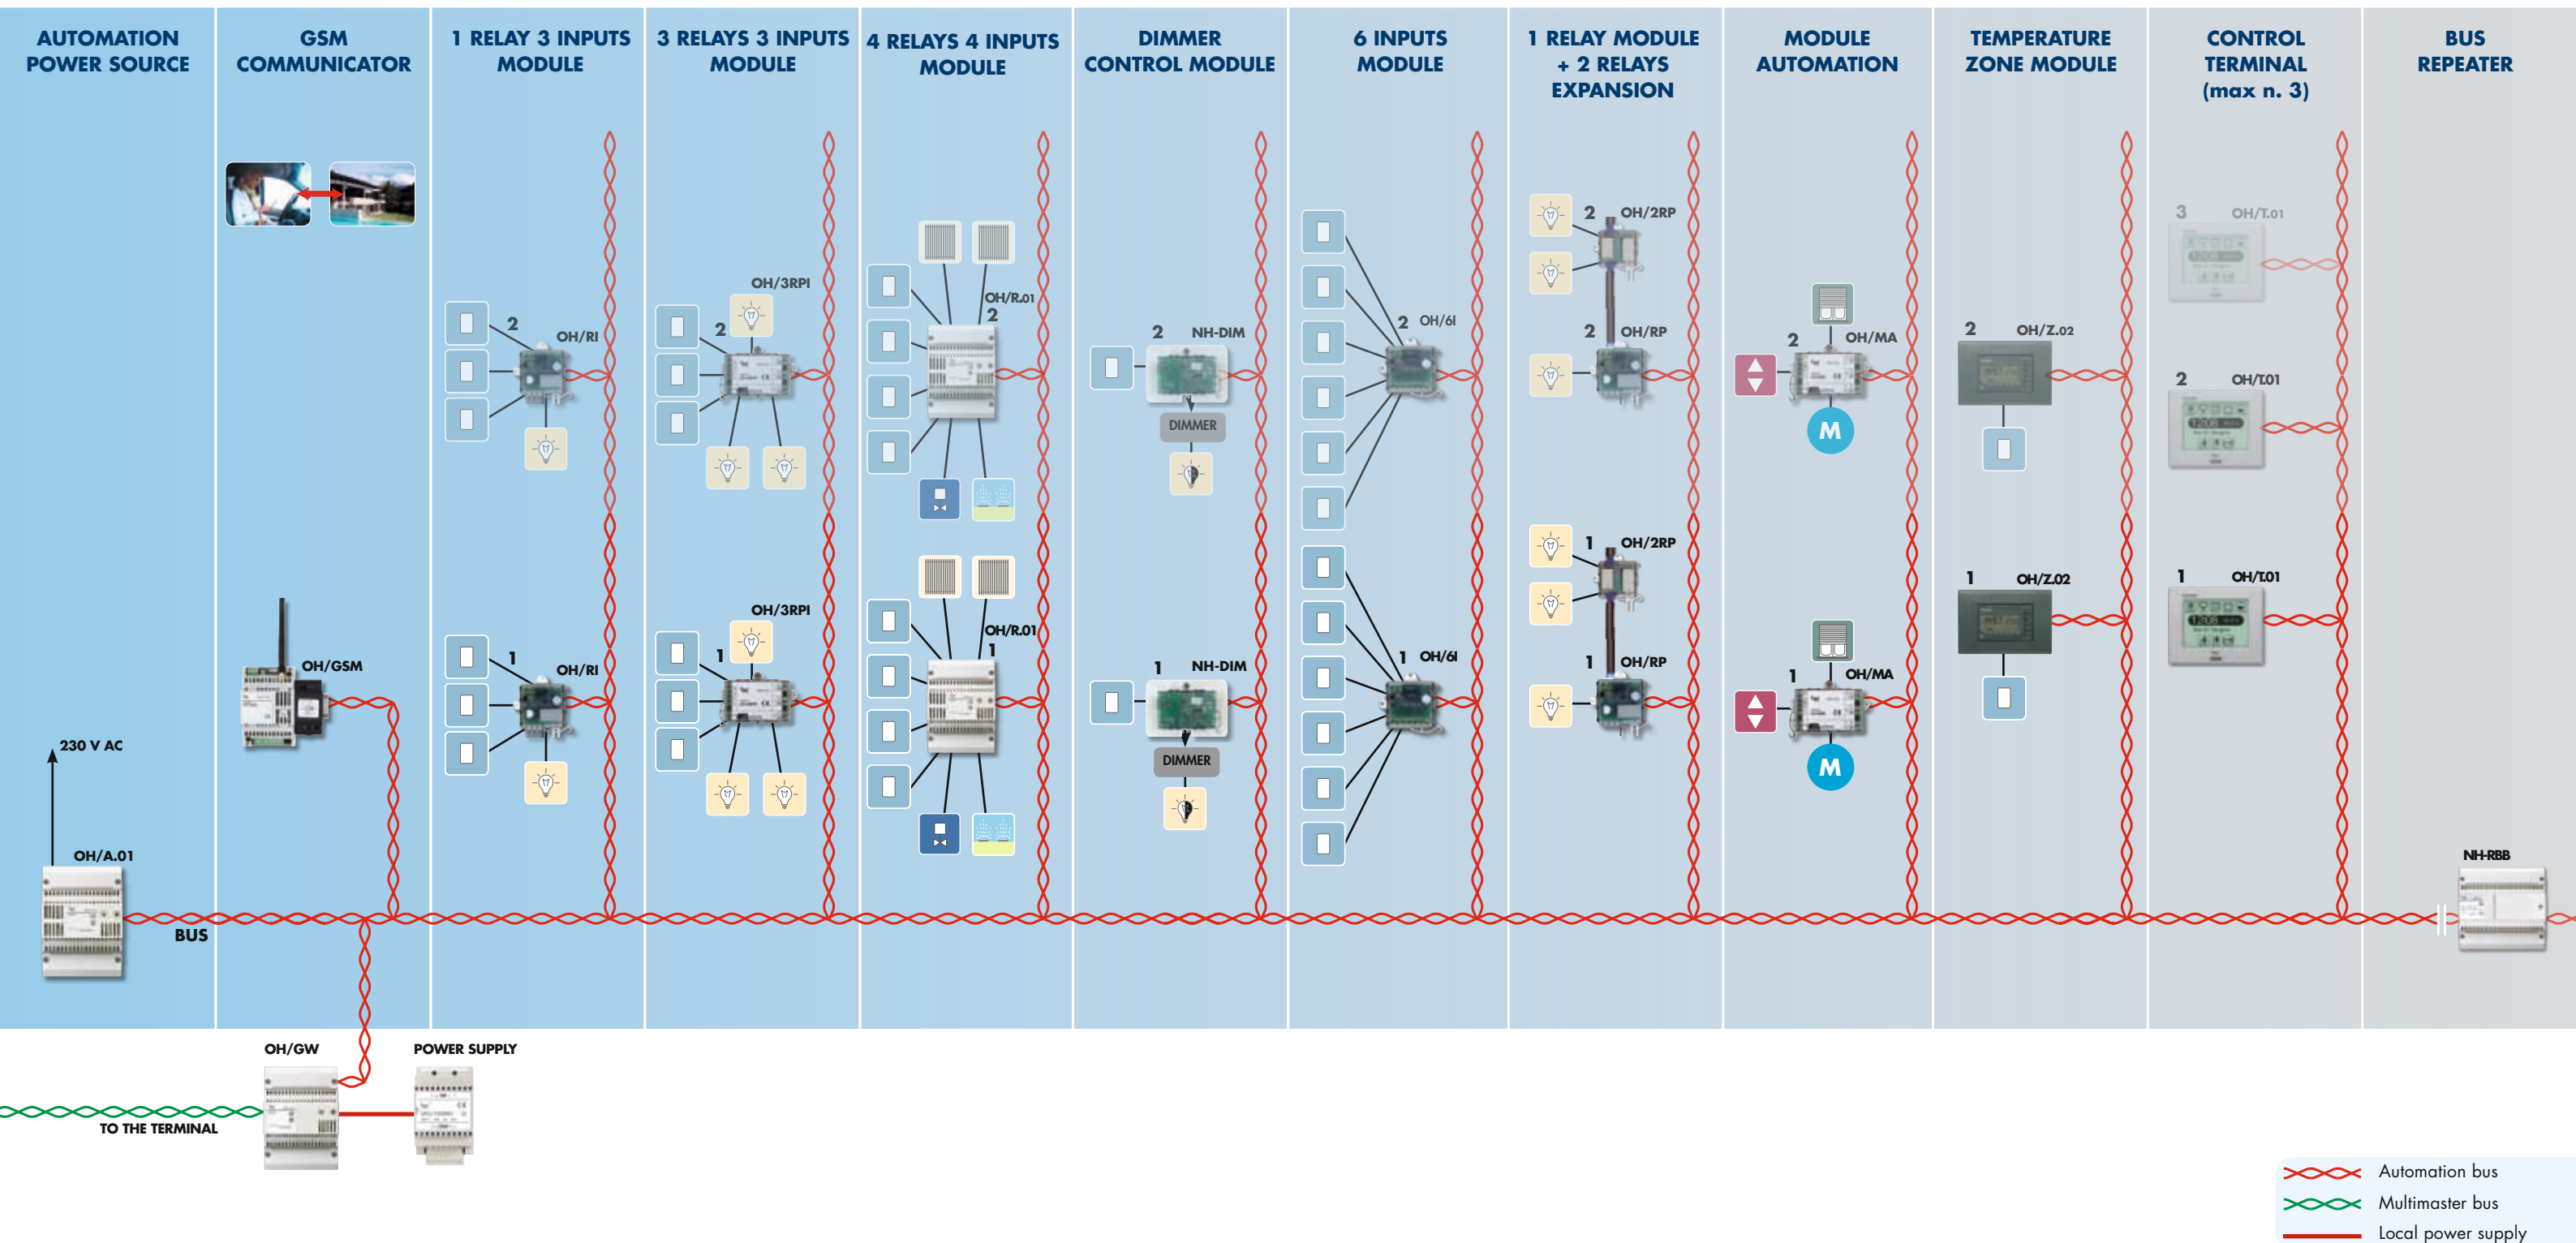 AUTOMATION
POWER SOURCE
GSM
COMMUNICATOR
1 RELAY 3 INPUTS
MODULE
3 RELAYS 3 INPUTS
MODULE
4 RELAYS 4 INPUTS
MODULE
DIMMER
CONTROL MODULE
6 INPUTS
MODULE
1 RELAY MODULE
+ 2 RELAYS
EXPANSION
MODULE
AUTOMATION
TEMPERATURE
ZONE MODULE
CONTROL
TERMINAL
(max n. 3)
BUS
REPEATER
2 OH/2RP
3 OH/T.01
OH/3RPI
OH/R.01
2
2
OH/RI
2
2 NH-DIM
2 OH/6I
2 OH/RP
2 OH/MA
2 OH/Z.02
2 OH/T.01
DIMMER
M
1 OH/2RP
1 OH/Z.02
1 OH/T.01
OH/3RPI
OH/R.01
1
OH/GSM
1
OH/RI
1
1 NH-DIM
1 OH/6I
1 OH/RP
1 OH/MA
230 V AC
DIMMER
M
OH/A.01
NH-RBB
BUS
OH/GW
POWER SUPPLY
TO THE TERMINAL
Automation bus
Multimaster bus
Local power supply